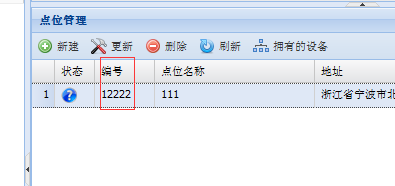 点位管理
新建 更新 删除 刷新 拥有的设备
状态 编号 点位名称 地址
1 12222 111 浙江省宁波市北